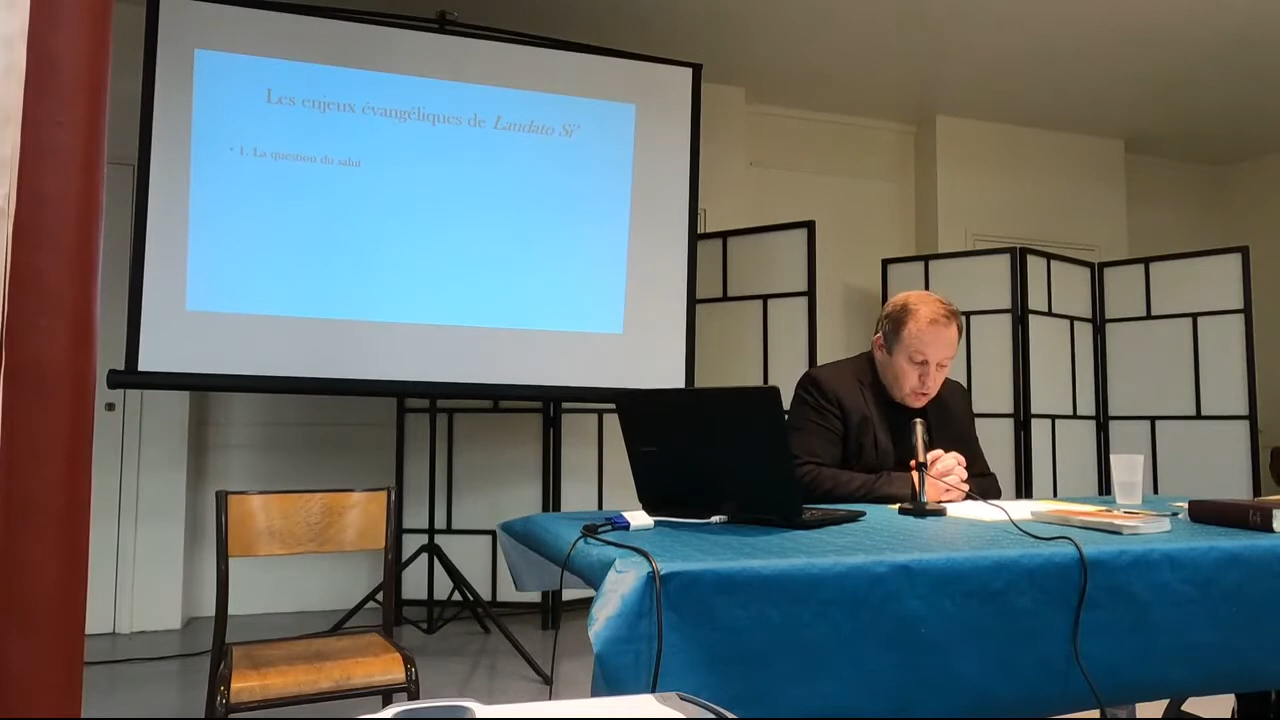 Les enjeux évangéliques de Laudato Si'
• 1. La question du salut